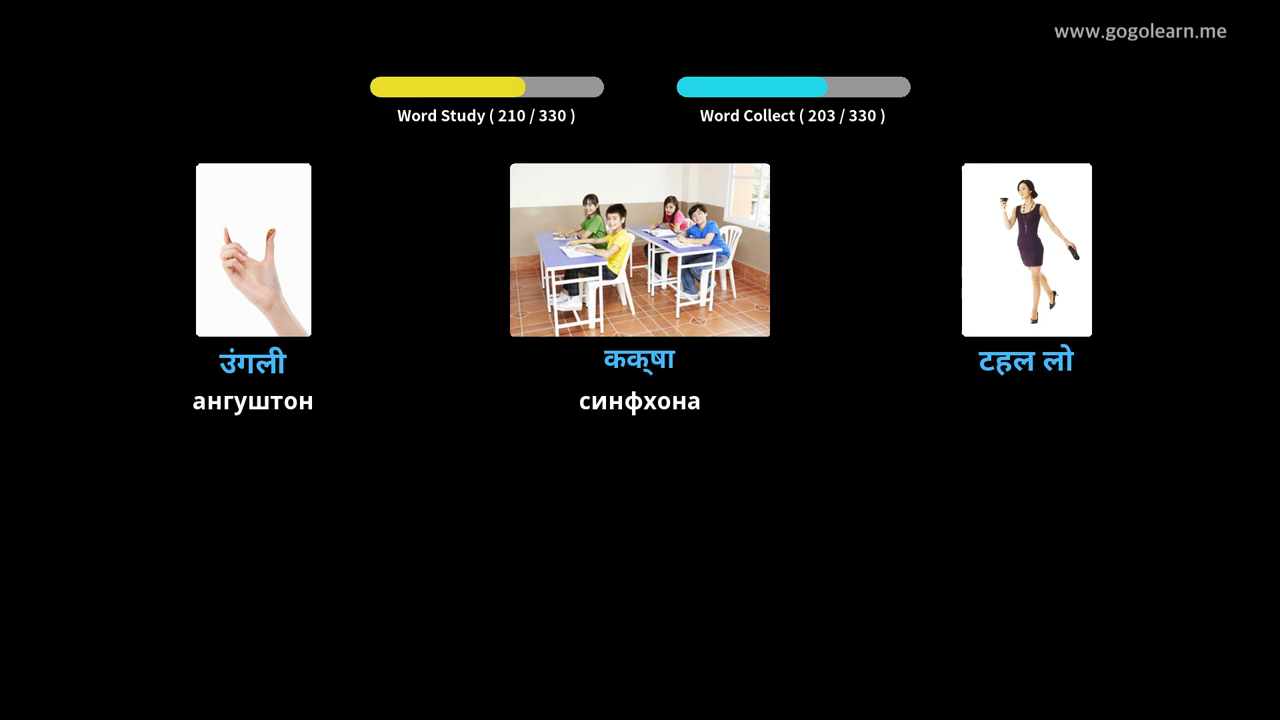 www.gogolearn.me
Word Study ( 210 / 330 )
Word Collect ( 203 / 330 )
उंगली
कक्षा
टहल लो
ангуштон
синфхона